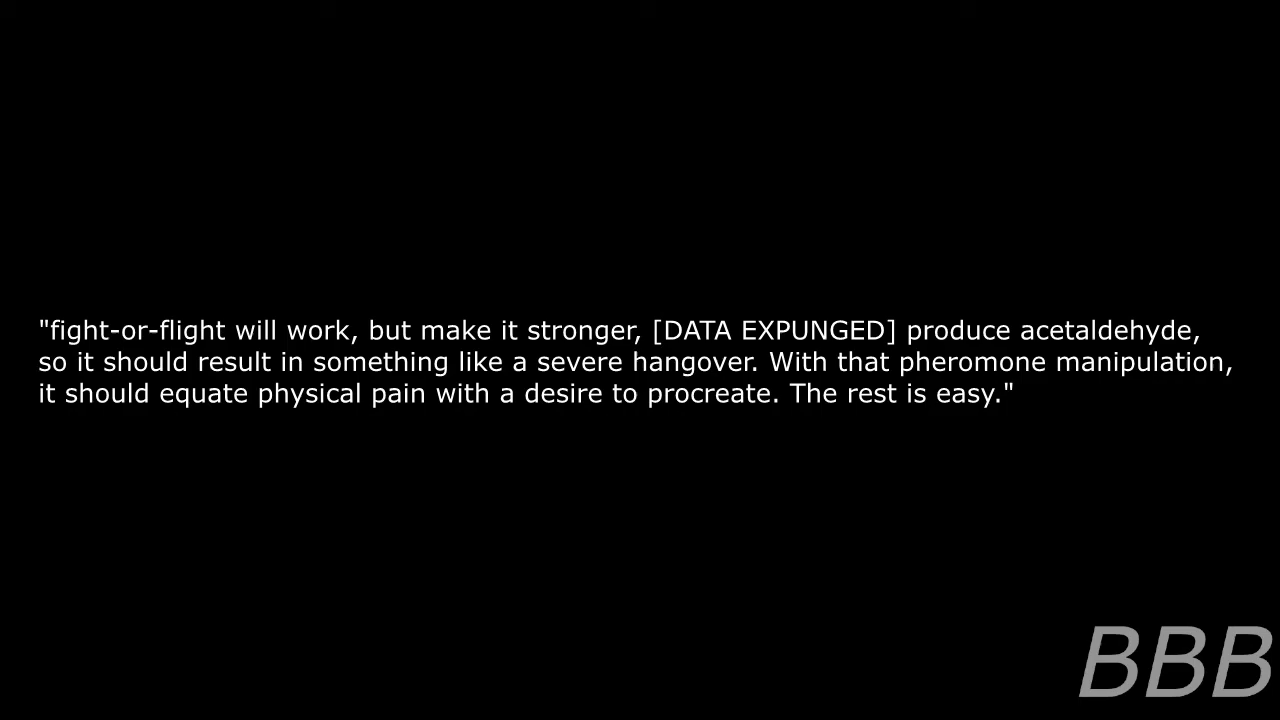 "fight-or-flight will work, but make it stronger, [DATA EXPUNGED] produce acetaldehyde,
so it should result in something like a severe hangover. With that pheromone manipulation,
it should equate physical pain with a desire to procreate. The rest is easy."
BBB